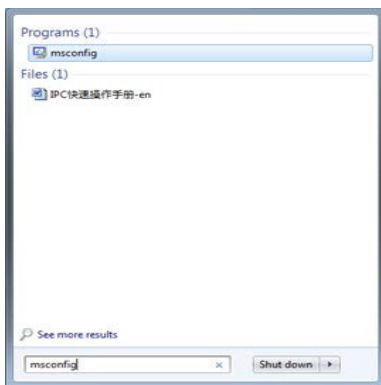 Programs (1)
msconfig
Files (1)
IPC快速操作手册-en
See more results
msconfig
Shut down